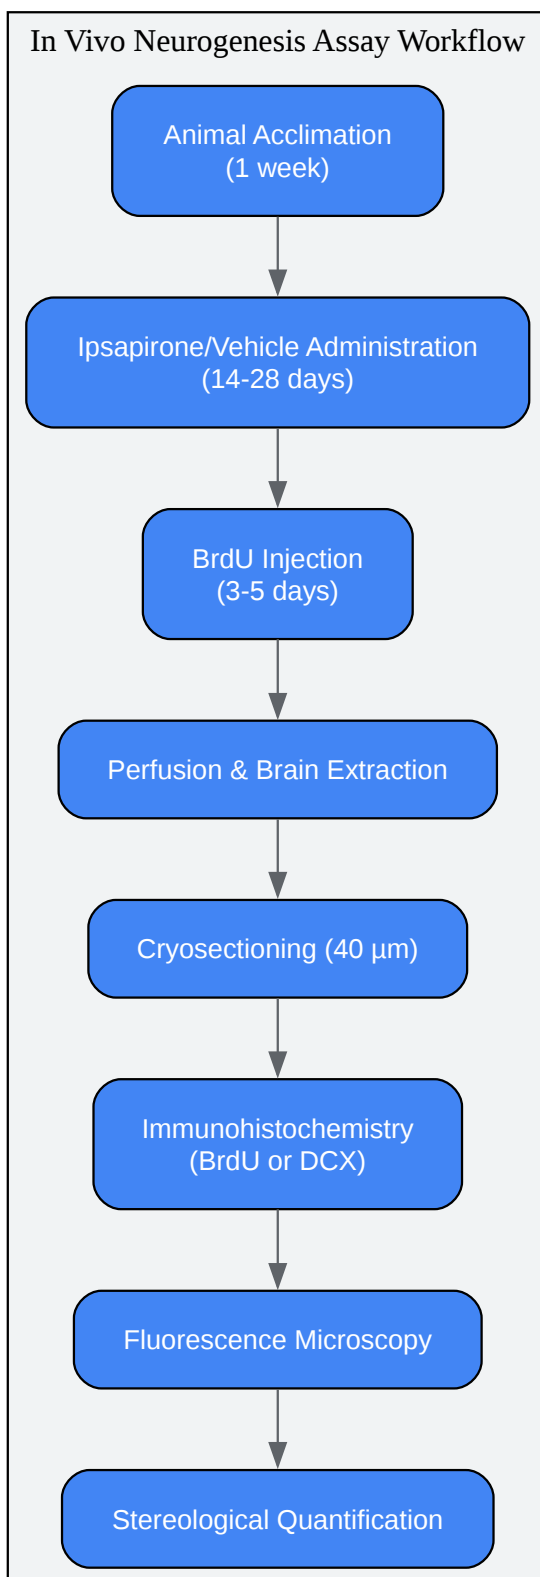 In Vivo Neurogenesis Assay Workflow
Animal Acclimation
(1 week)
Ipsapirone/Vehicle Administration
(14-28 days)
BrdU Injection
(3-5 days)
Perfusion & Brain Extraction
Cryosectioning (40 µm)
Immunohistochemistry
(BrdU or DCX)
Fluorescence Microscopy
Stereological Quantification